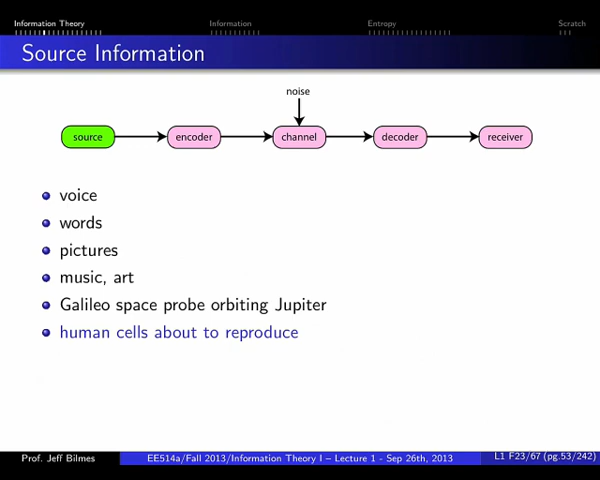 Information Theory Information Entropy Scratch
Source Information
noise
source encoder channel decoder receiver
voice
words
pictures
music, art
Galileo space probe orbiting Jupiter
human cells about to reproduce
Prof. Jeff Bilmes EE514a/Fall 2013/Information Theory I – Lecture 1 - Sep 26th, 2013 L1 F23/67 (pg.53/242)